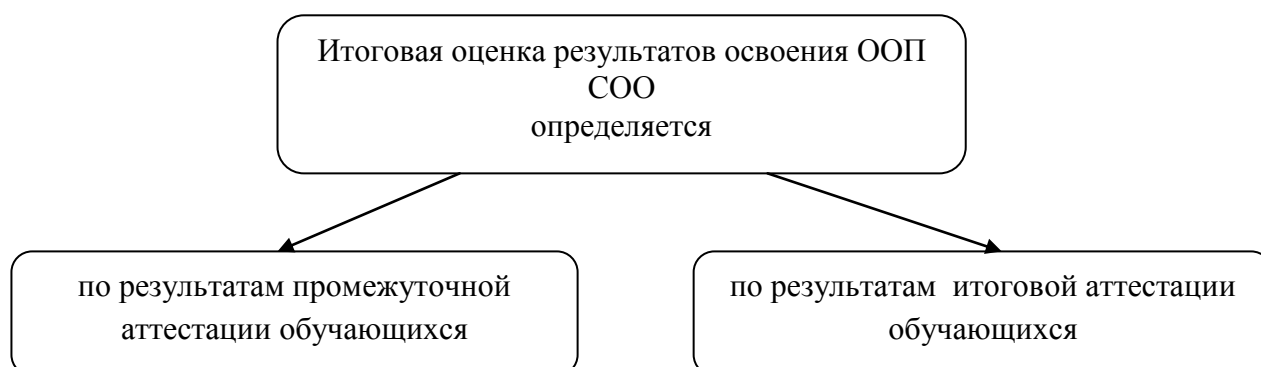 Итоговая оценка результатов освоения ООП
СОО
определяется
по результатам промежуточной
аттестации обучающихся
по результатам итоговой аттестации
обучающихся